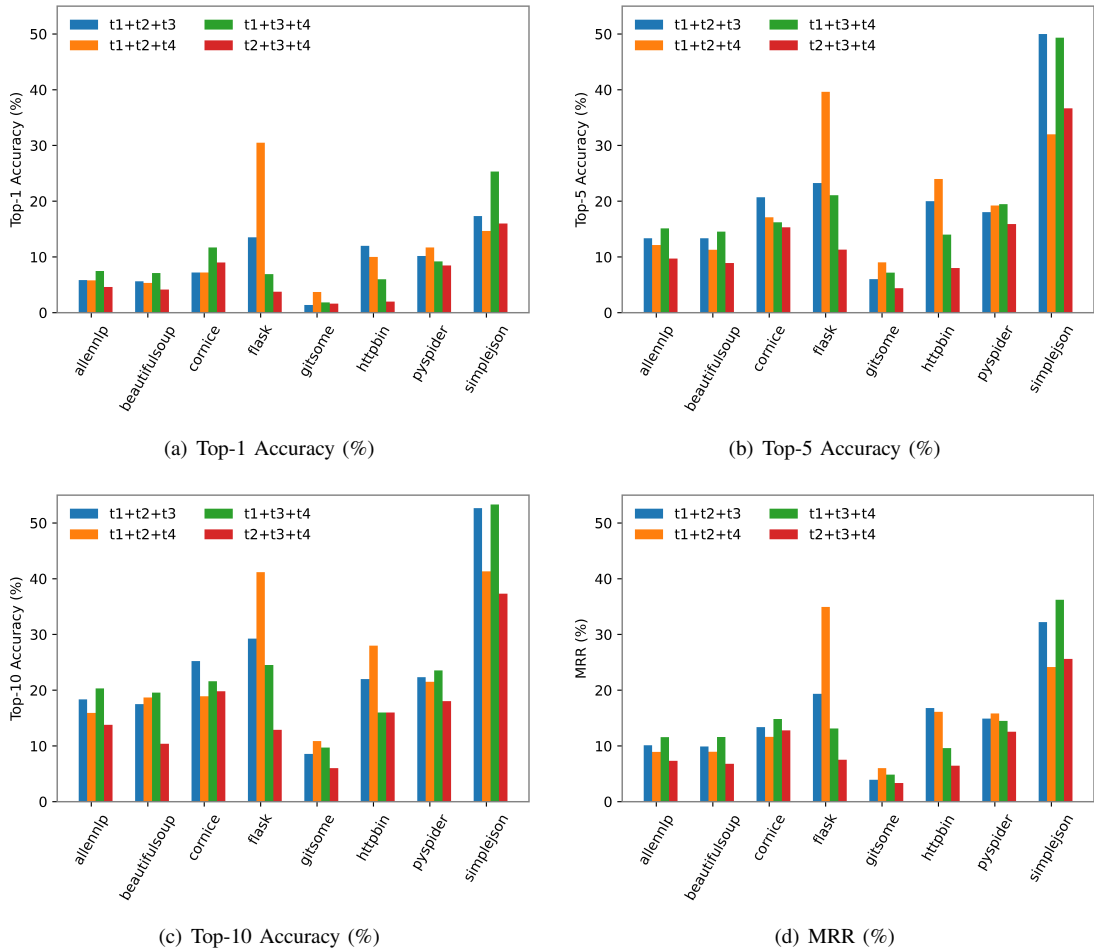 Top-1 Accuracy (%)
50
40
30
20
10
0
t1+t2+t3
t1+t2+t4
t1+t3+t4
t2+t3+t4
allennlp
beautifulsoup
cornice
flask
gitsome
httpbin
pyspider
simplejson
(a) Top-1 Accuracy (%)
Top-5 Accuracy (%)
50
40
30
20
10
0
t1+t2+t3
t1+t2+t4
t1+t3+t4
t2+t3+t4
allennlp
beautifulsoup
cornice
flask
gitsome
httpbin
pyspider
simplejson
(b) Top-5 Accuracy (%)
Top-10 Accuracy (%)
50
40
30
20
10
0
t1+t2+t3
t1+t2+t4
t1+t3+t4
t2+t3+t4
allennlp
beautifulsoup
cornice
flask
gitsome
httpbin
pyspider
simplejson
(c) Top-10 Accuracy (%)
MRR (%)
50
40
30
20
10
0
t1+t2+t3
t1+t2+t4
t1+t3+t4
t2+t3+t4
allennlp
beautifulsoup
cornice
flask
gitsome
httpbin
pyspider
simplejson
(d) MRR (%)